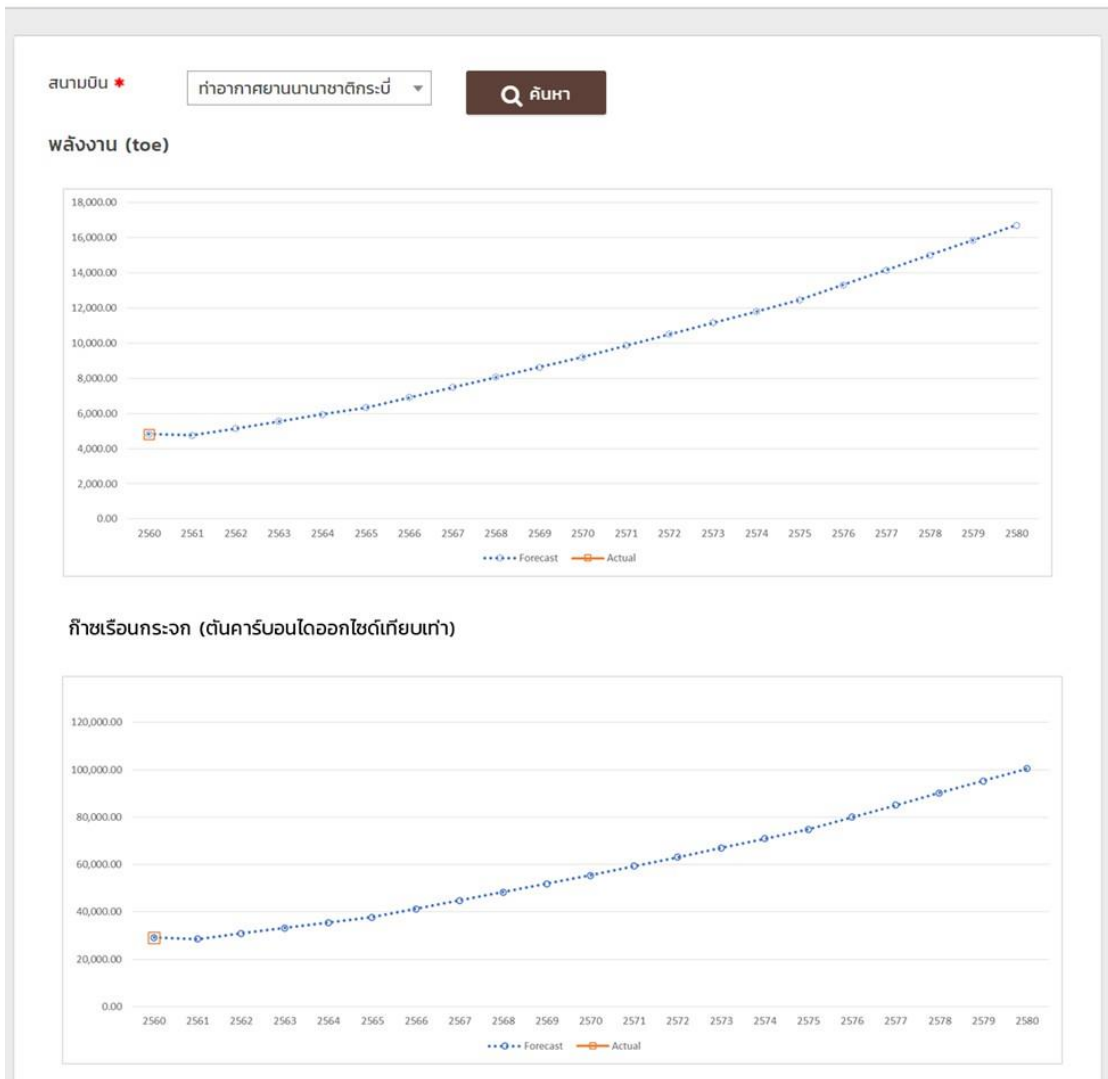 สนามบิน *
ท่าอากาศยานนานาชาติกระบี่
ค้นหา
พลังงาน (toe)
18,000.00
16,000.00
14,000.00
12,000.00
10,000.00
8,000.00
6,000.00
4,000.00
2,000.00
0.00
2560 2561 2562 2563 2564 2565 2566 2567 2568 2569 2570 2571 2572 2573 2574 2575 2576 2577 2578 2579 2580
Forecast Actual
ก๊าซเรือนกระจก (ตันคาร์บอนไดออกไซด์เทียบเท่า)
120,000.00
100,000.00
80,000.00
60,000.00
40,000.00
20,000.00
0.00
2560 2561 2562 2563 2564 2565 2566 2567 2568 2569 2570 2571 2572 2573 2574 2575 2576 2577 2578 2579 2580
Forecast Actual